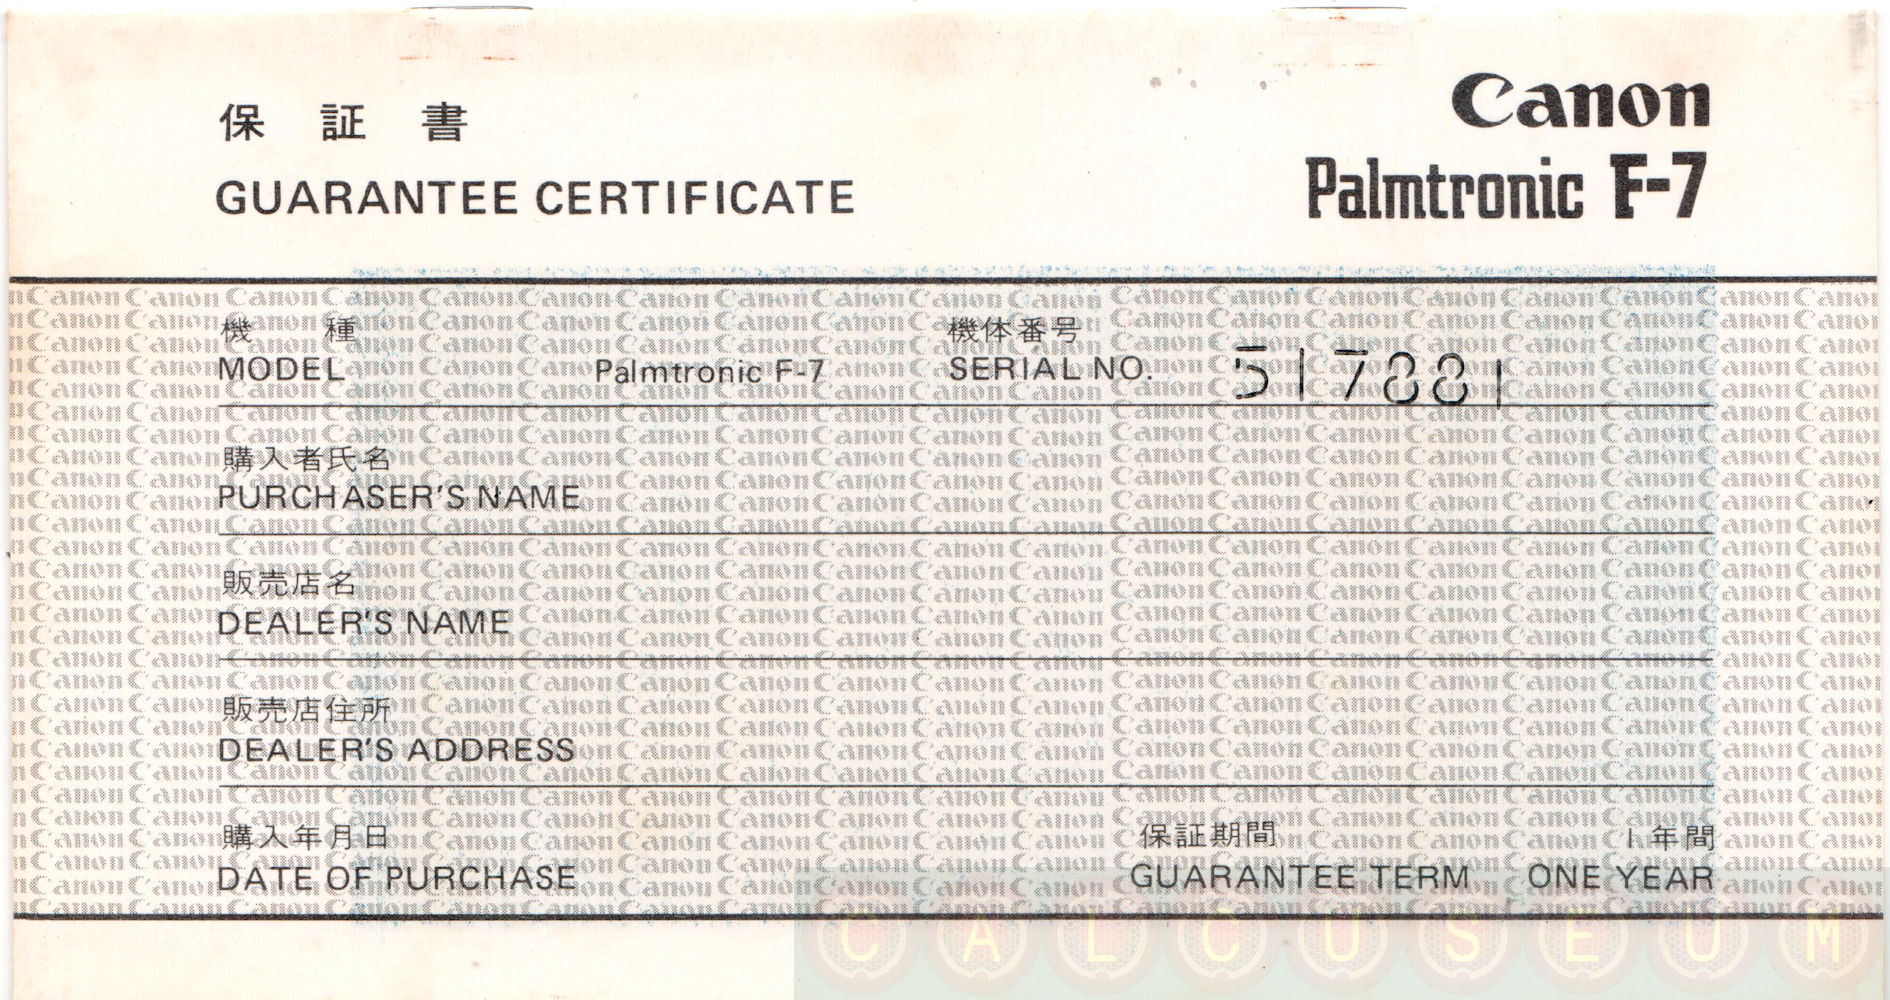 Canon
保証書
Palmtronic F-7
GUARANTEE CERTIFICATE
機種 機体番号
MODEL Palmtronic F-7 SERIAL NO. 517881
購入者氏名
PURCHASER'S NAME
販売店名
DEALER'S NAME
販売店住所
DEALER'S ADDRESS
購入年月日 保証期間 1年間
DATE OF PURCHASE GUARANTEE TERM ONE YEAR
CALCUSEUM